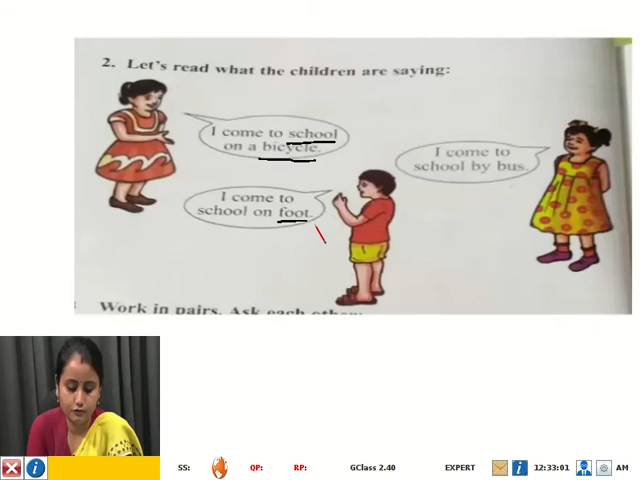 2. Let's read what the children are saying:
I come to school
on a bicycle.
I come to
school by bus.
I come to
school on foot.
Work in pairs. Ask each other:
SS: QP: RP: GClass 2.40 EXPERT 12:33:01 AM